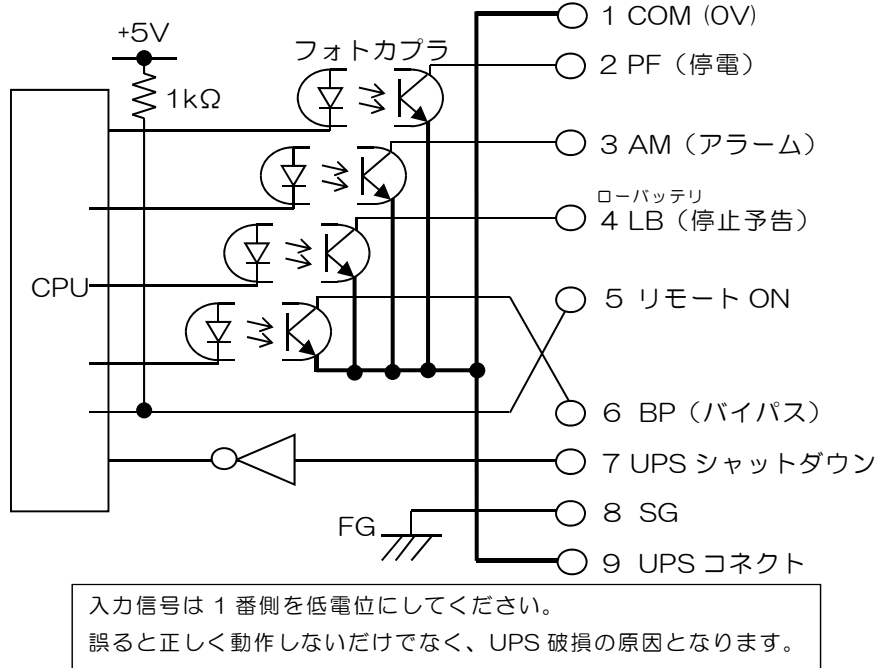 +5V
1kΩ
フォトカプラ
CPU
1 COM (0V)
2 PF（停電）
3 AM（アラーム）
ローバッテリ
4 LB（停止予告）
5 リモート ON
6 BP（バイパス）
7 UPS シャットダウン
FG
8 SG
9 UPS コネクト
入力信号は 1 番側を低電位にしてください。
誤ると正しく動作しないだけでなく、UPS 破損の原因となります。